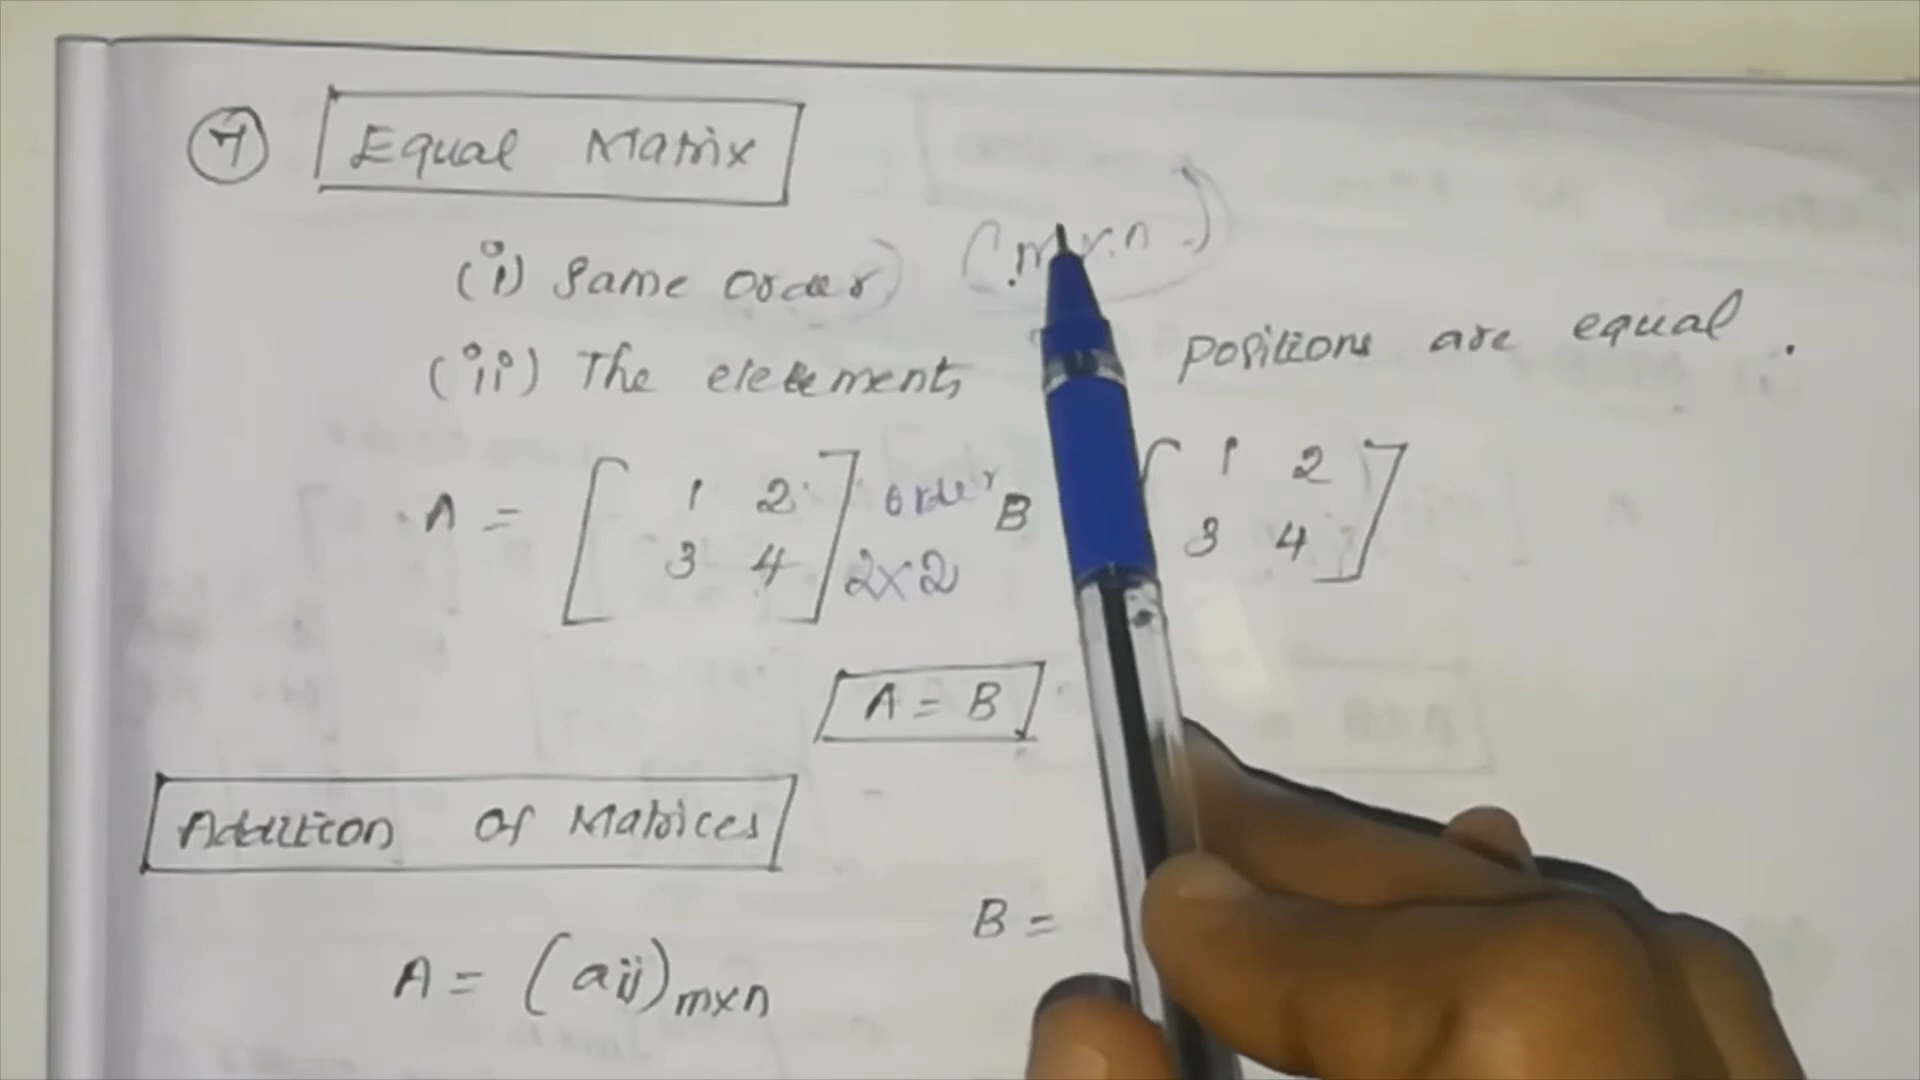 7 Equal Matrix
(i) Same order (m×n)
(ii) The elements positions are equal.
A = [ 1 2 order B [ 1 2 ]
3 4 ] 2×2 3 4
A = B
Addition of Matrices
B =
A = (aij)m×n